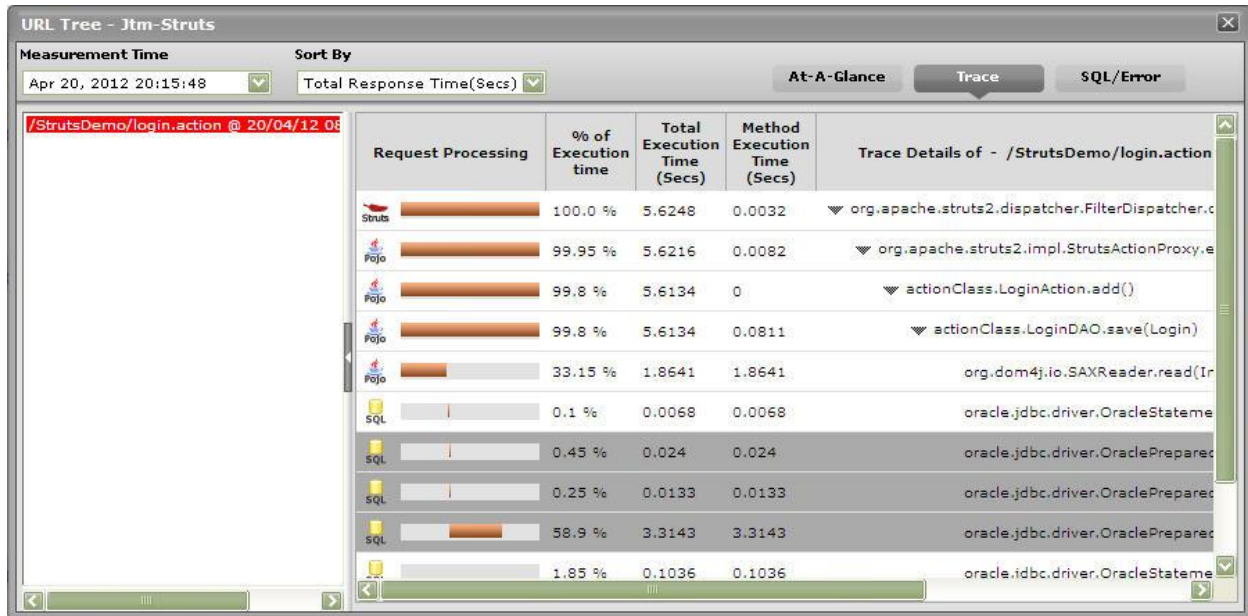 URL Tree - Jtm-Struts
Measurement Time
Sort By
Apr 20, 2012 20:15:48
Total Response Time(Secs)
At-A-Glance
Trace
SQL/Error
/StrutsDemo/login.action @ 20/04/12 08
Request Processing
% of Execution time
Total Execution Time (Secs)
Method Execution Time (Secs)
Trace Details of - /StrutsDemo/login.action
Struts 100.0 % 5.6248 0.0032 org.apache.struts2.dispatcher.FilterDispatcher.
Pojo 99.95 % 5.6216 0.0082 org.apache.struts2.impl.StrutsActionProxy.e
Pojo 99.8 % 5.6134 0 actionClass.LoginAction.add()
Pojo 99.8 % 5.6134 0.0811 actionClass.LoginDAO.save(Login)
Pojo 33.15 % 1.8641 1.8641 org.dom4j.io.SAXReader.read(Ir
SQL 0.1 % 0.0068 0.0068 oracle.jdbc.driver.OracleStateme
SQL 0.45 % 0.024 0.024 oracle.jdbc.driver.OraclePrepared
SQL 0.25 % 0.0133 0.0133 oracle.jdbc.driver.OraclePrepared
SQL 58.9 % 3.3143 3.3143 oracle.jdbc.driver.OraclePrepared
1.85 % 0.1036 0.1036 oracle.jdbc.driver.OracleStateme